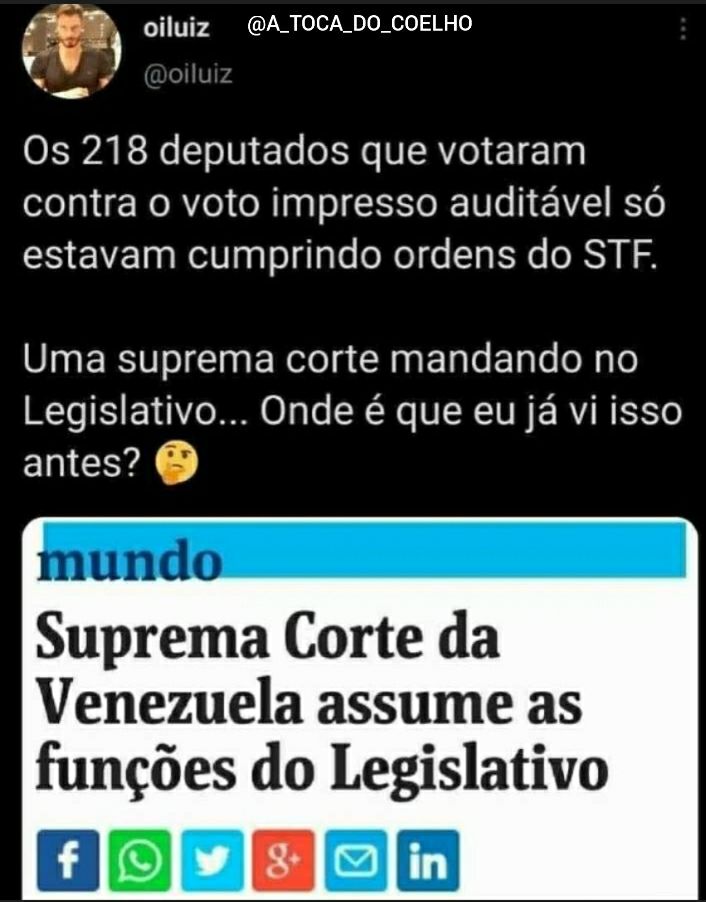 oiluiz @A_TOCA_DO_COELHO
@oiluiz
Os 218 deputados que votaram
contra o voto impresso auditável só
estavam cumprindo ordens do STF.
Uma suprema corte mandando no
Legislativo... Onde é que eu já vi isso
antes? 🤔
mundo
Suprema Corte da
Venezuela assume as
funções do Legislativo
f 8+ in